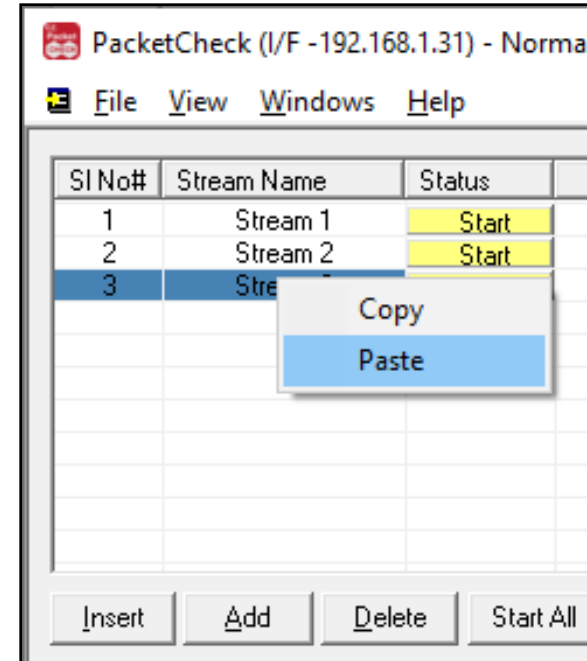 PacketCheck (I/F -192.168.1.31) - Norma
File View Windows Help
Sl No# Stream Name Status
1 Stream 1 Start
2 Stream 2 Start
3 Stre
Copy
Paste
Insert Add Delete Start All